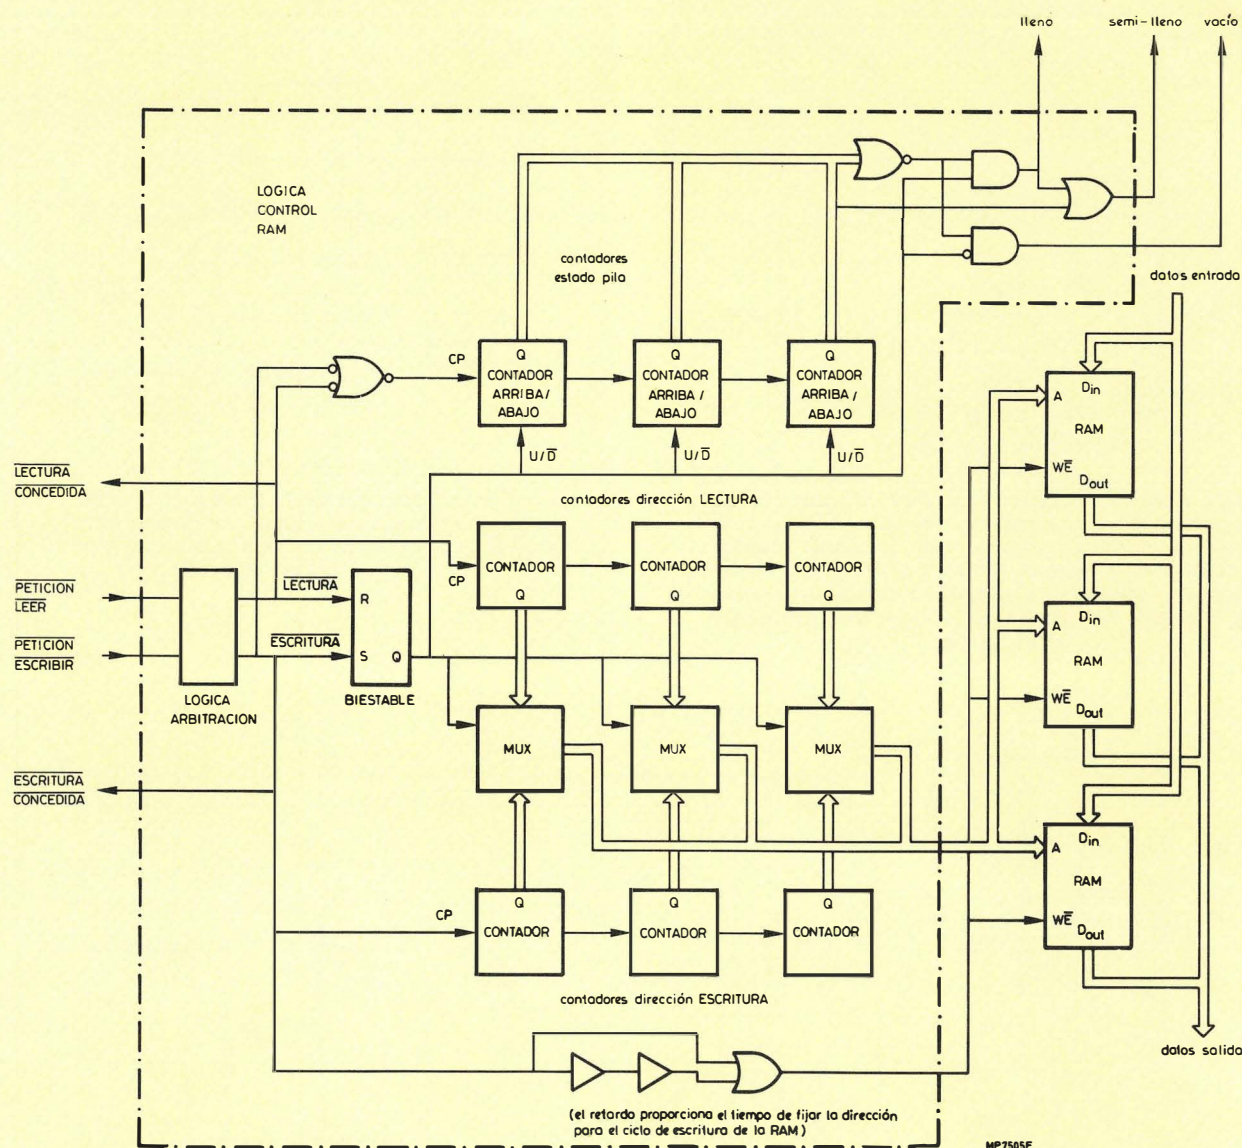 lleno
semi-lleno
vacío
LOGICA
CONTROL
RAM
contadores
estado pila
datos entrada
CP
Q
CONTADOR
ARRIBA/
ABAJO
Q
CONTADOR
ARRIBA/
ABAJO
Q
CONTADOR
ARRIBA/
ABAJO
U/D̅
U/D̅
U/D̅
LECTURA
CONCEDIDA
contadores dirección LECTURA
PETICION
LEER
PETICION
ESCRIBIR
LOGICA
ARBITRACION
LECTURA
ESCRITURA
R
S
Q
BIESTABLE
CP
CONTADOR
Q
CONTADOR
Q
CONTADOR
Q
MUX
MUX
MUX
ESCRITURA
CONCEDIDA
CP
Q
CONTADOR
Q
CONTADOR
Q
CONTADOR
contadores dirección ESCRITURA
A
Din
RAM
WE̅
Dout
A
Din
RAM
WE̅
Dout
A
Din
RAM
WE̅
Dout
datos salida
(el retardo proporciona el tiempo de fijar la dirección
para el ciclo de escritura de la RAM)
MP7505E